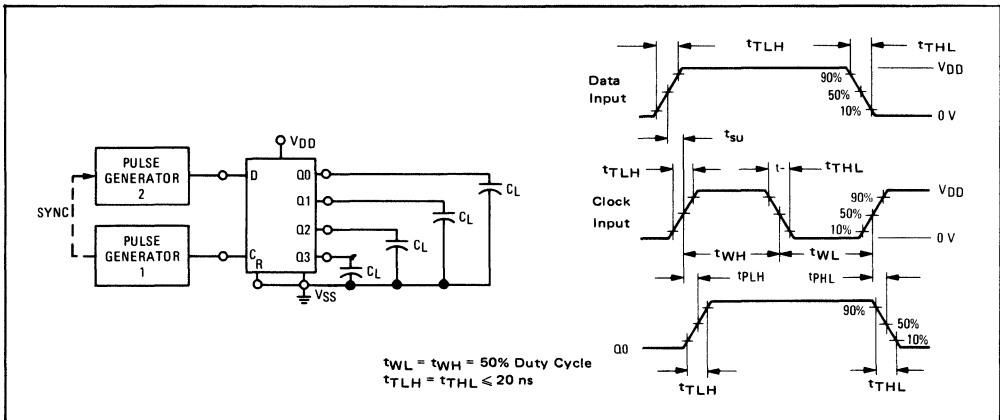 PULSE
GENERATOR
2
SYNC
PULSE
GENERATOR
1
VDD
D
C
R
Q0
Q1
Q2
Q3
VSS
CL
CL
CL
CL
tWL = tWH = 50% Duty Cycle
tTLH = tTHL ≤ 20 ns
tTLH
tTHL
Data
Input
90%
50%
10%
VDD
0 V
tsu
tTLH
t-
tTHL
Clock
Input
90%
50%
10%
VDD
0 V
tWH
tWL
tPLH
tPHL
Q0
90%
50%
10%
tTLH
tTHL